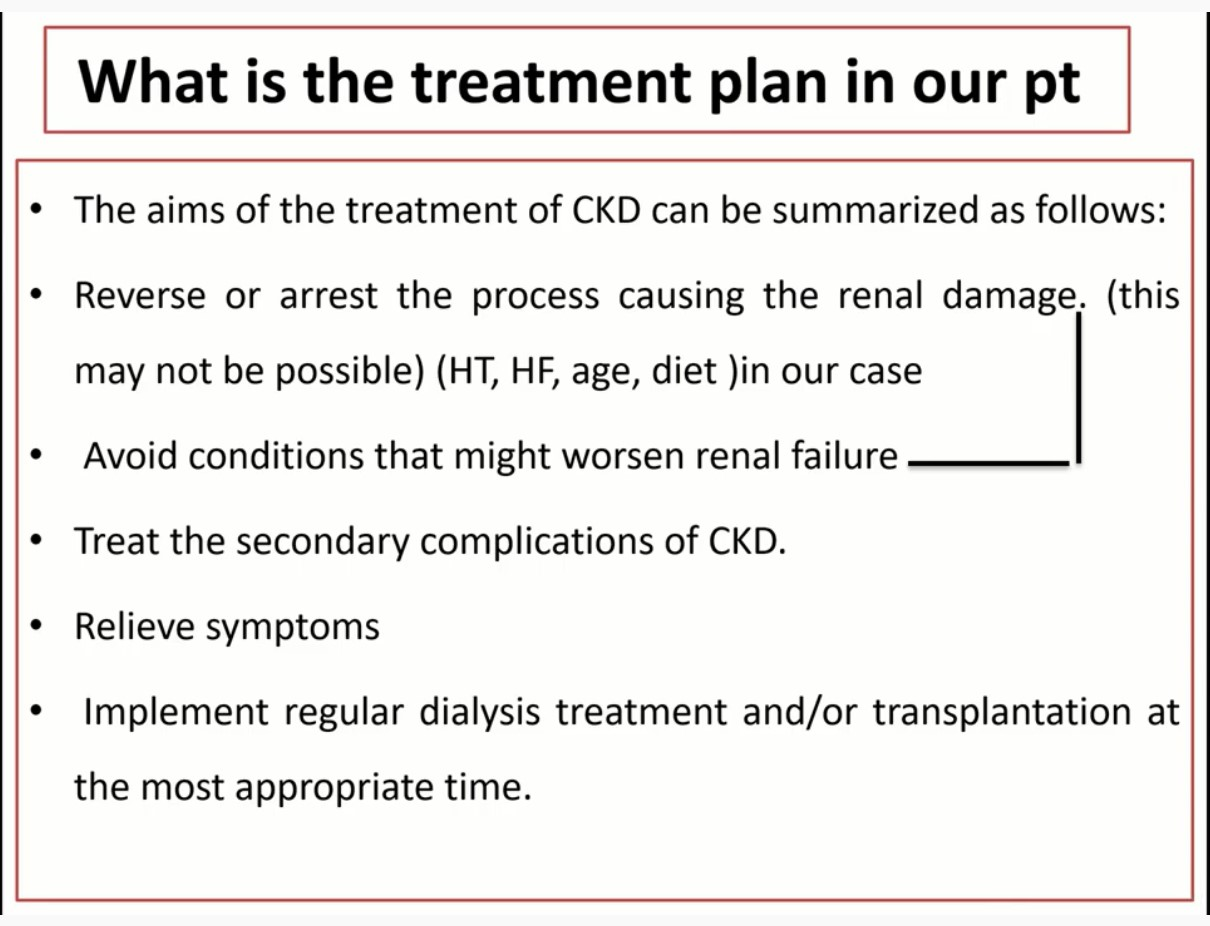 What is the treatment plan in our pt
• The aims of the treatment of CKD can be summarized as follows:
• Reverse or arrest the process causing the renal damage. (this
may not be possible) (HT, HF, age, diet )in our case
• Avoid conditions that might worsen renal failure
• Treat the secondary complications of CKD.
• Relieve symptoms
• Implement regular dialysis treatment and/or transplantation at
the most appropriate time.